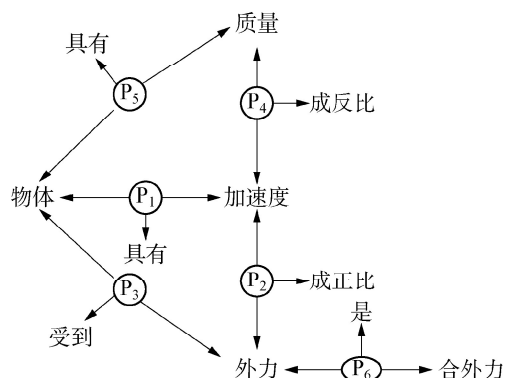 质量
具有
P5
P4
成反比
物体
P1
加速度
具有
P3
P2
成正比
受到
是
外力
P6
合外力